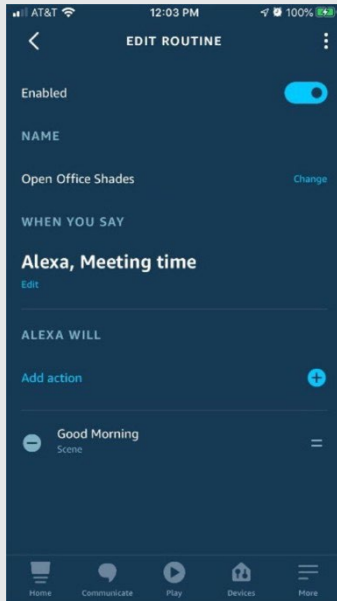 AT&T 12:03 PM 100%
EDIT ROUTINE
Enabled
NAME
Open Office Shades Change
WHEN YOU SAY
Alexa, Meeting time
Edit
ALEXA WILL
Add action
Good Morning
Scene
Home Communicate Play Devices More